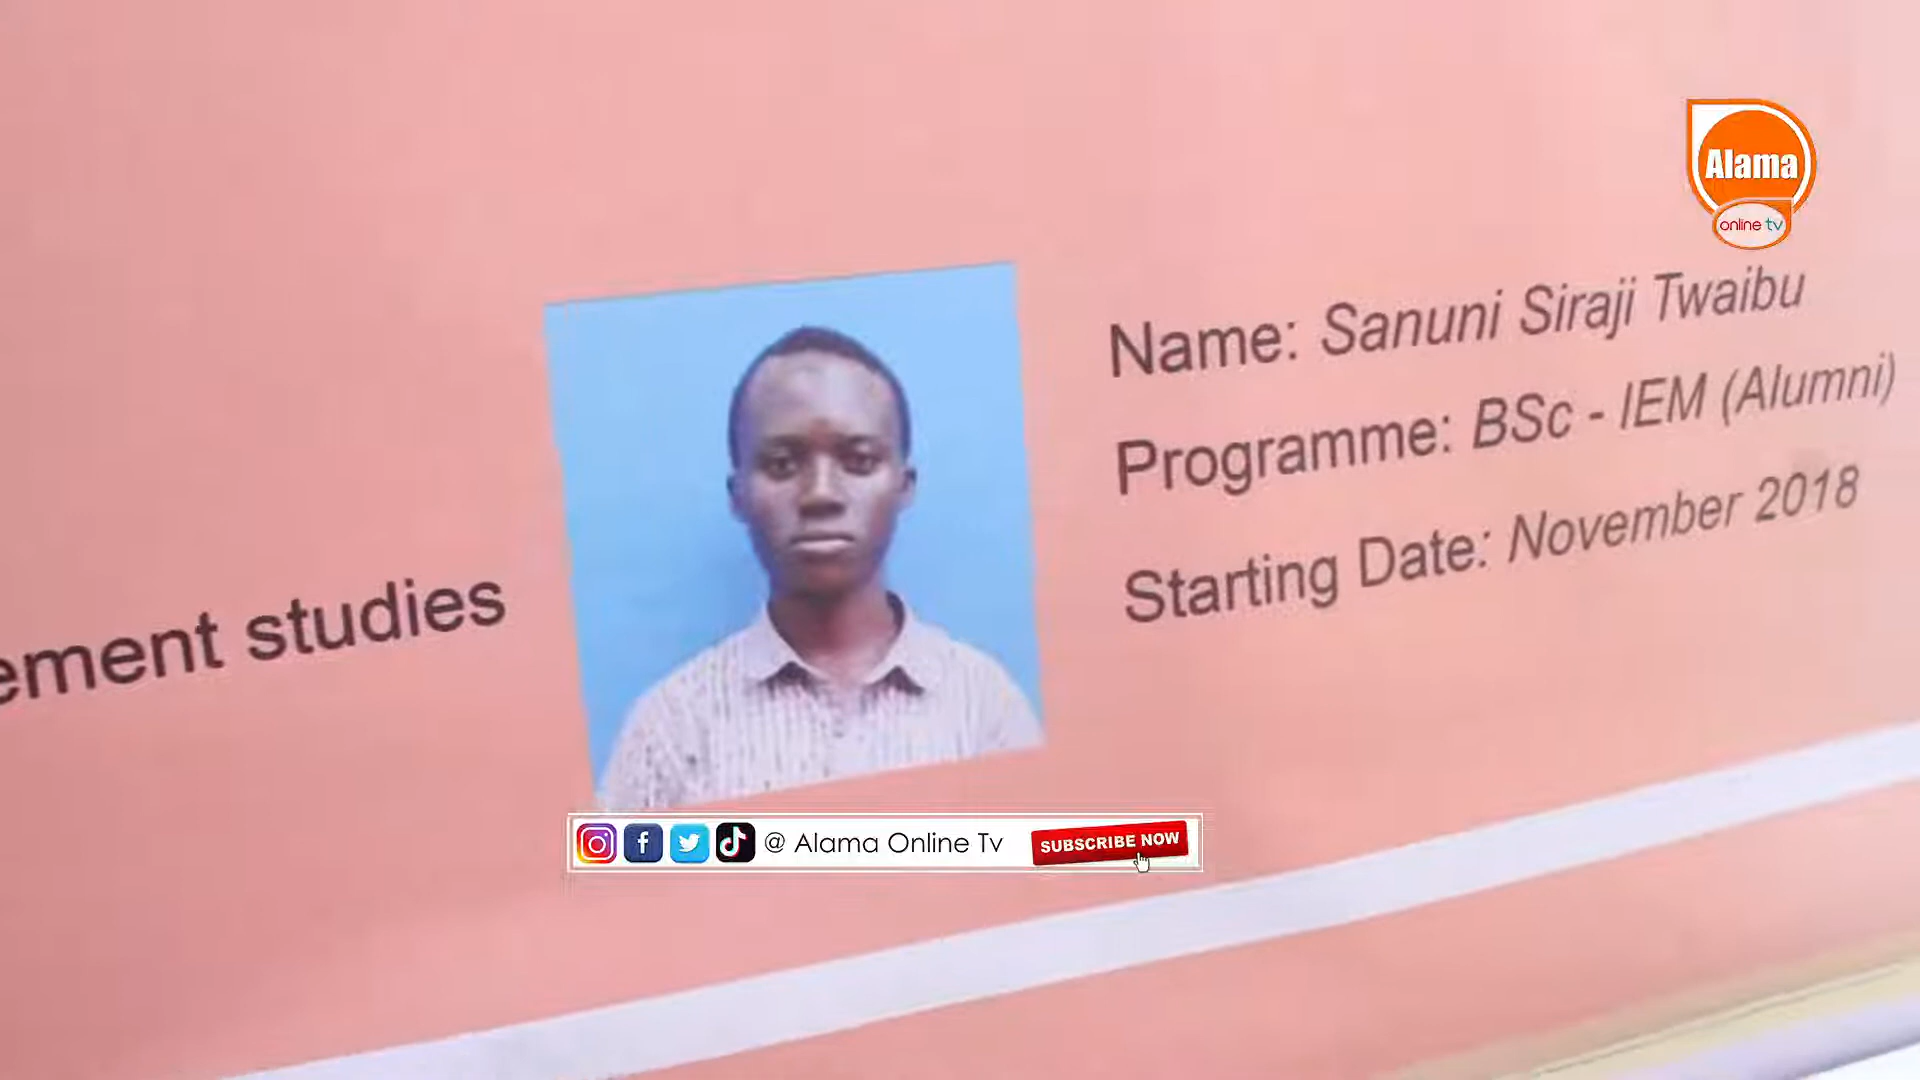 Alama
online tv
Name: Sanuni Siraji Twaibu
Programme: BSc - IEM (Alumni)
Starting Date: November 2018
ement studies
@ Alama Online Tv
SUBSCRIBE NOW